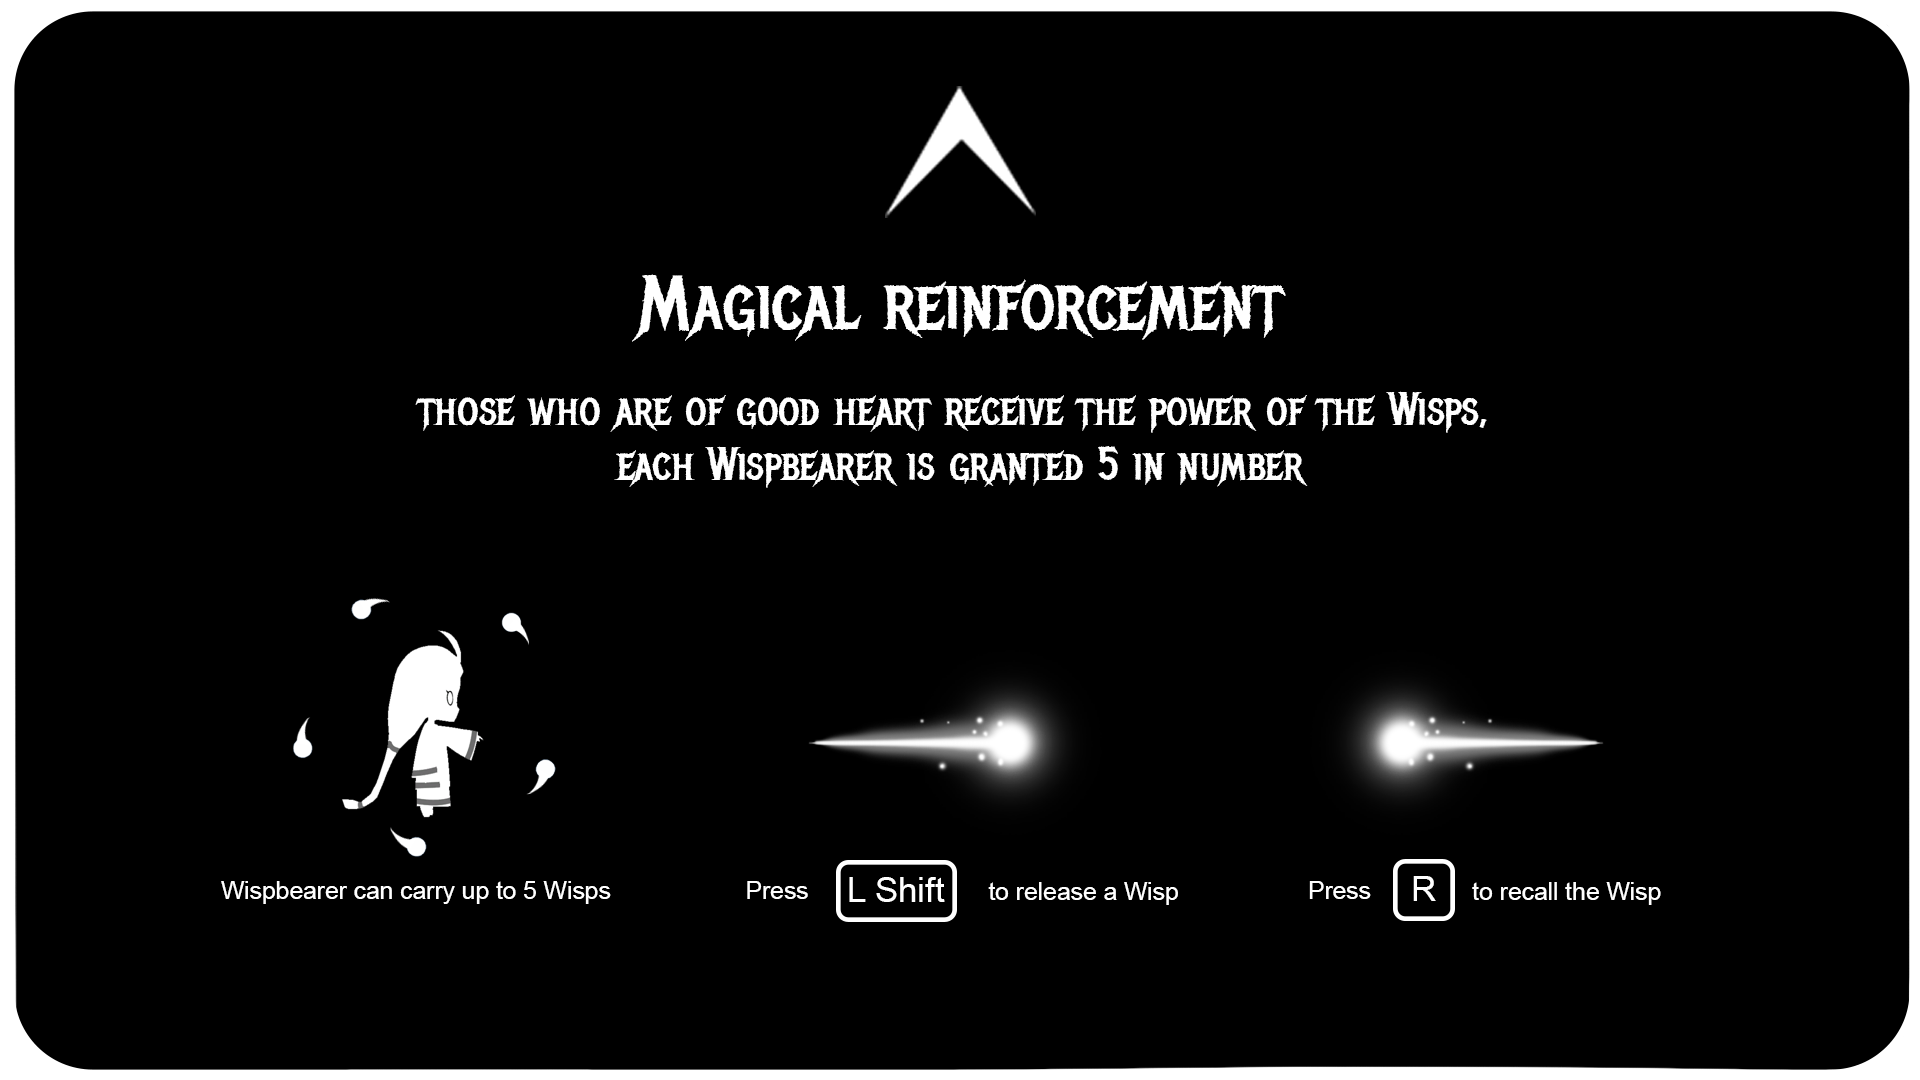 Magical reinforcement
those who are of good heart receive the power of the Wisps,
each Wispbearer is granted 5 in number
Wispbearer can carry up to 5 Wisps
Press L Shift to release a Wisp
Press R to recall the Wisp